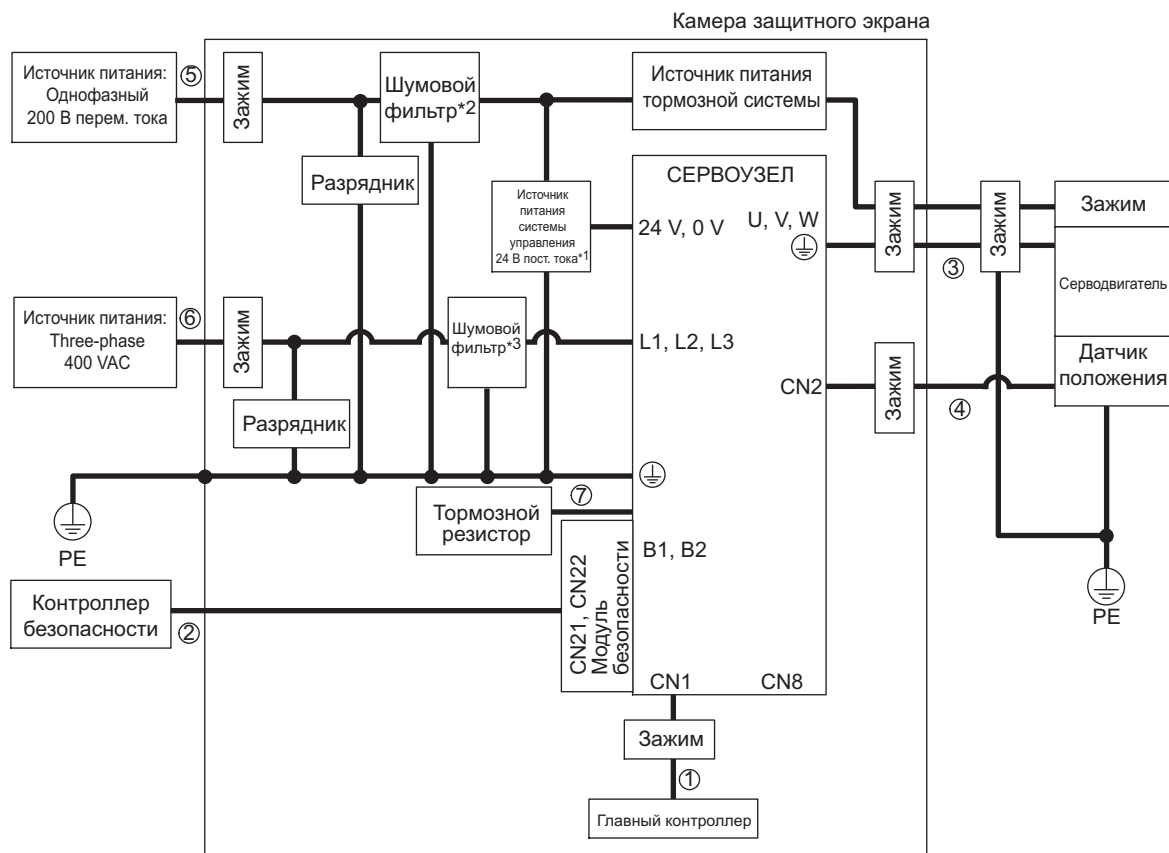 Камера защитного экрана
Источник питания:
Однофазный
200 В перем. тока
⑤
Зажим
Шумовой
фильтр*2
Источник питания
тормозной системы
Разрядник
Источник
питания
системы
управления
24 В пост. тока*1
СЕРВОУЗЕЛ
24 V, 0 V
U, V, W
Зажим
③
Зажим
Зажим
Серводвигатель
Датчик
положения
Источник питания:
Three-phase
400 VAC
⑥
Зажим
Шумовой
фильтр*3
L1, L2, L3
CN2
Зажим
④
Разрядник
PE
⑦
Тормозной
резистор
B1, B2
PE
Контроллер
безопасности
②
CN21, CN22
Модуль
безопасности
CN1
CN8
Зажим
①
Главный контроллер